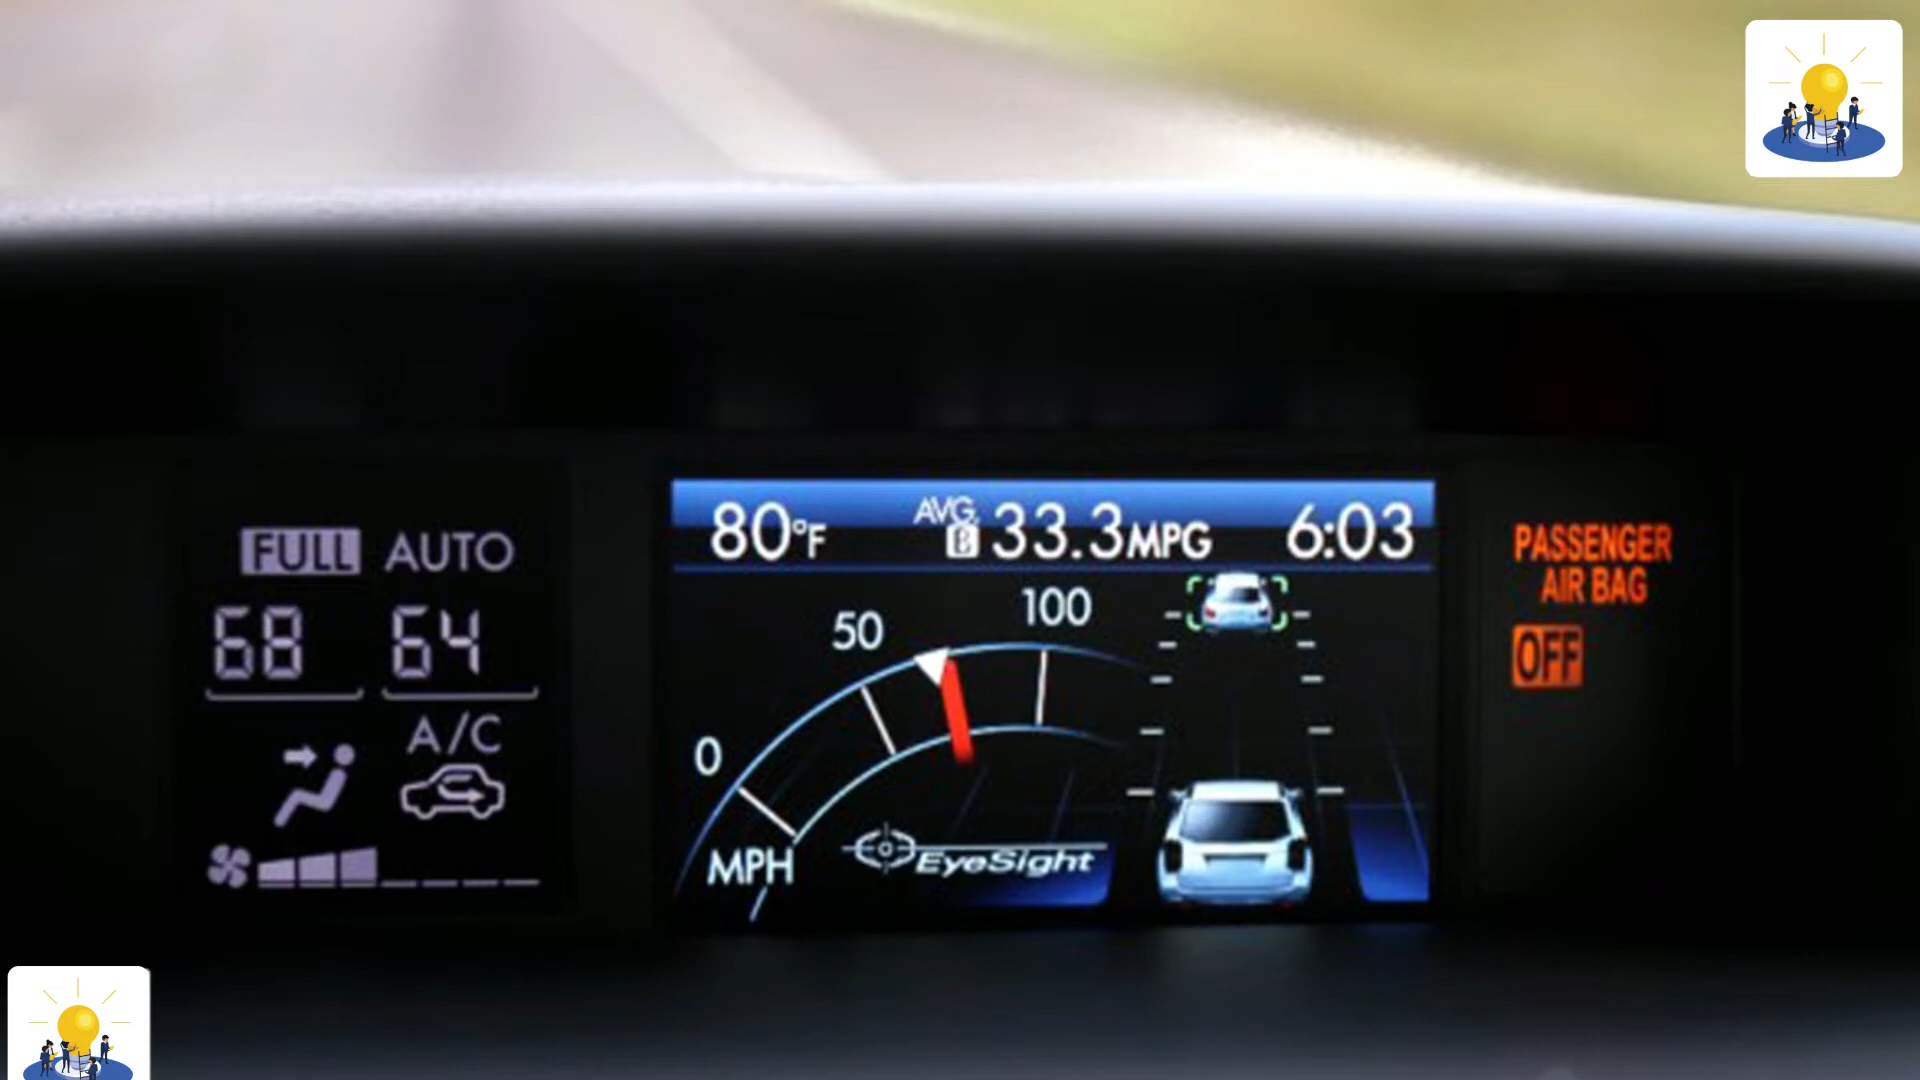 FULL AUTO
68 64
A/C
80°F AVG. B 33.3MPG 6:03
0 50 100
MPH
EyeSight
PASSENGER
AIR BAG
OFF